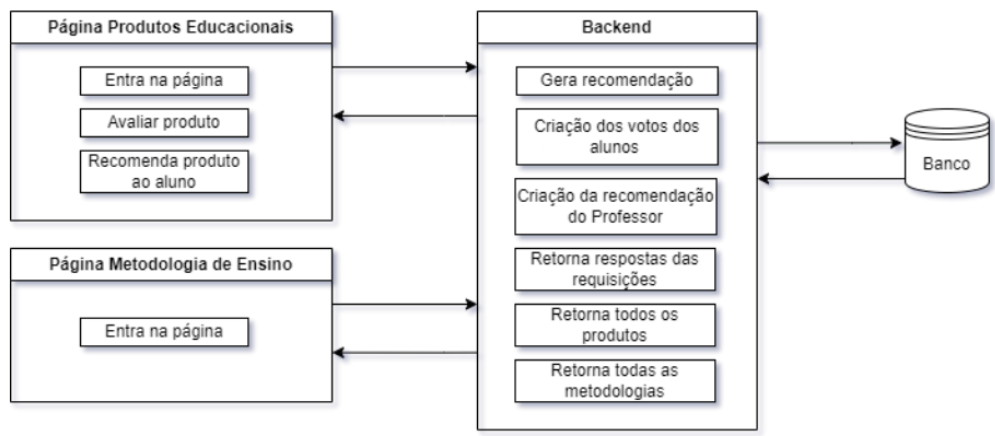 Página Produtos Educacionais
Entra na página
Avaliar produto
Recomenda produto
ao aluno
Página Metodologia de Ensino
Entra na página
Backend
Gera recomendação
Criação dos votos dos
alunos
Criação da recomendação
do Professor
Retorna respostas das
requisições
Retorna todos os
produtos
Retorna todas as
metodologias
Banco